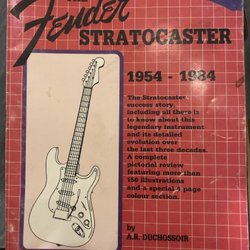 THE
Fender
STRATOCASTER
1954 - 1984
The Stratocaster
success story,
including all there is
to know about this
legendary instrument
and its detailed
evolution over
the last three decades.
A complete
pictorial review
featuring more than
150 illustrations
and a special 4 page
colour section.
by
A.R. DUCHOSSOIR